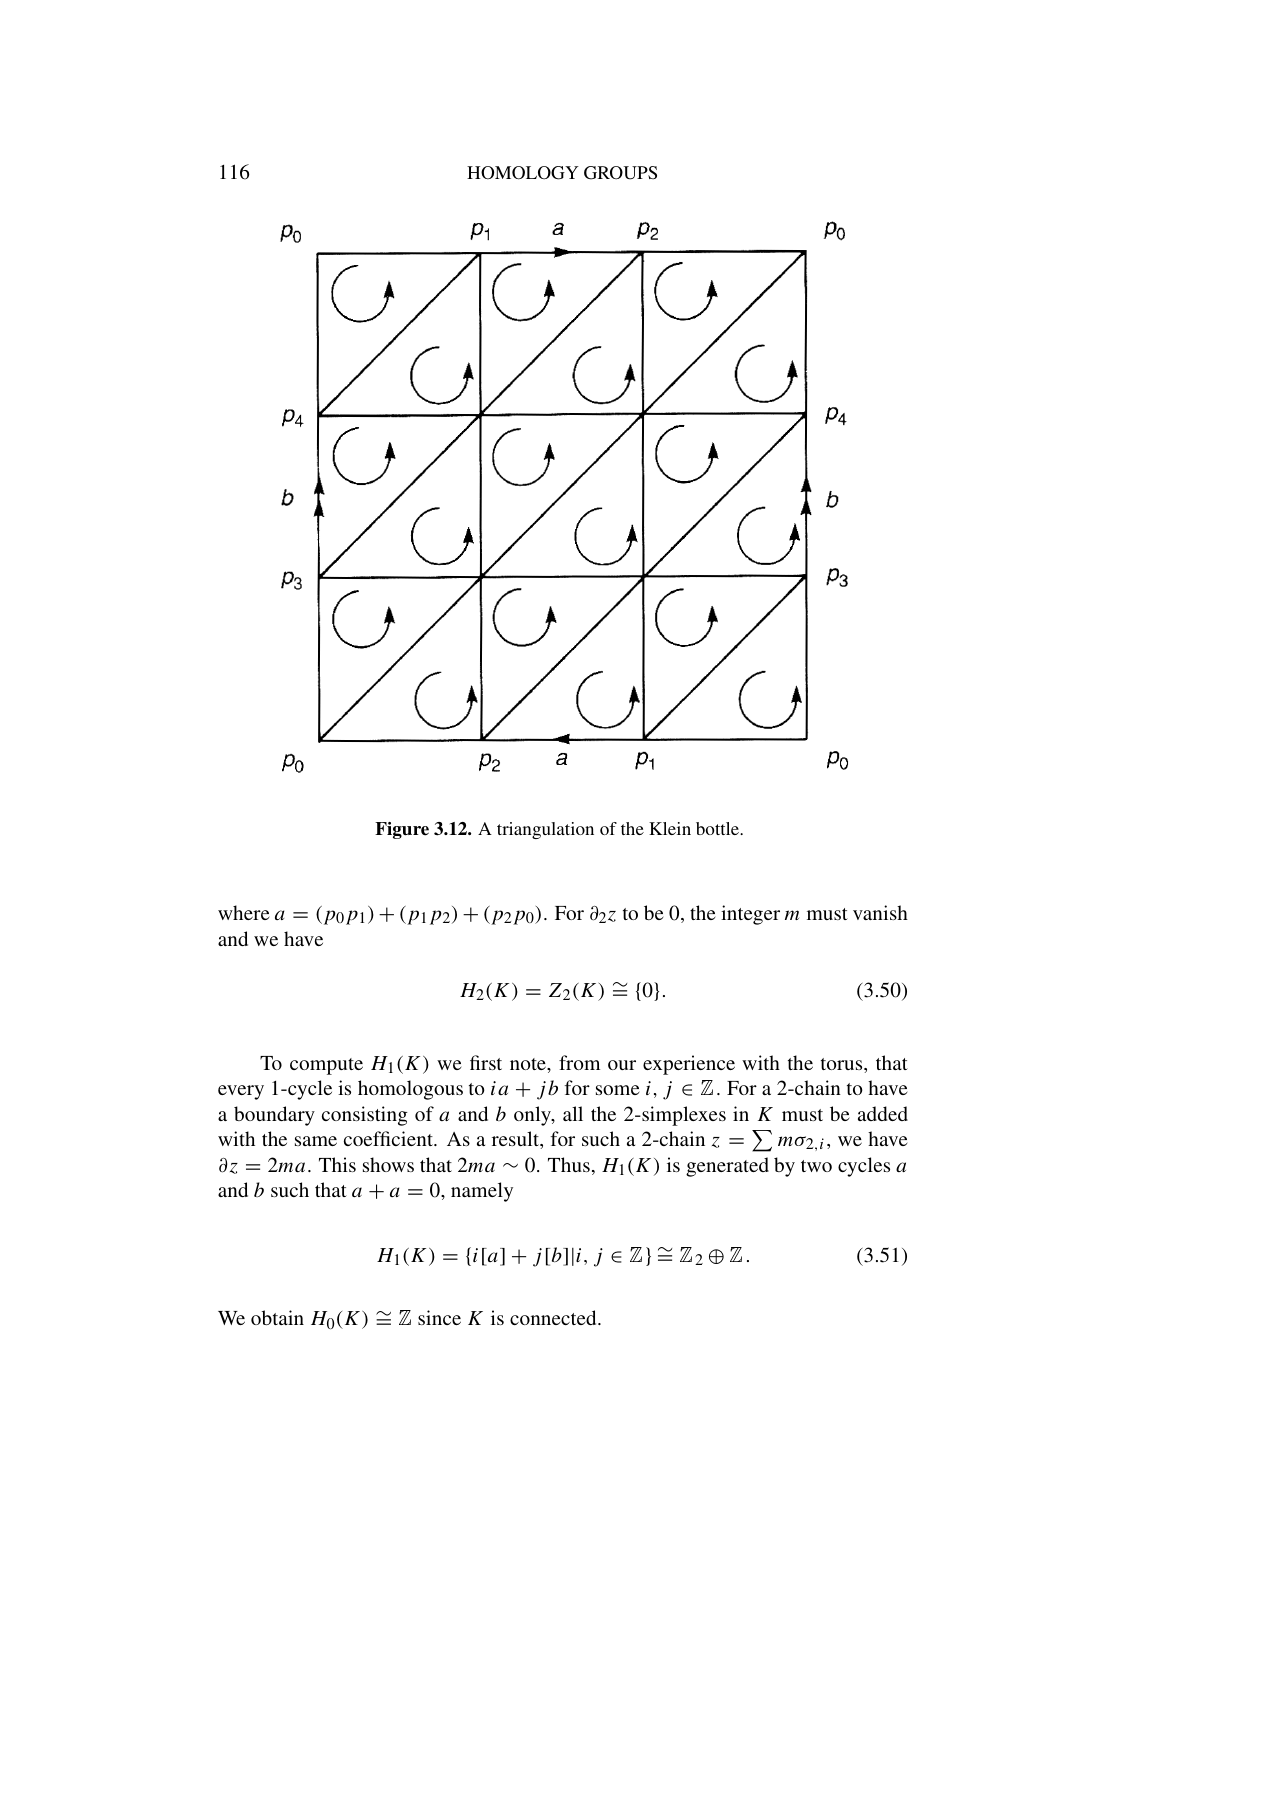 116 HOMOLOGY GROUPS
p₀ p₁ a p₂ p₀
p₄ p₄
b b
p₃ p₃
p₀ p₂ a p₁ p₀
Figure 3.12. A triangulation of the Klein bottle.
where a = (p₀p₁) + (p₁p₂) + (p₂p₀). For ∂₂z to be 0, the integer m must vanish
and we have
H₂(K) = Z₂(K) ≅ {0}. (3.50)
To compute H₁(K) we first note, from our experience with the torus, that
every 1-cycle is homologous to ia + jb for some i, j ∈ ℤ. For a 2-chain to have
a boundary consisting of a and b only, all the 2-simplexes in K must be added
with the same coefficient. As a result, for such a 2-chain z = ∑ mσ₂,ᵢ, we have
∂z = 2ma. This shows that 2ma ∼ 0. Thus, H₁(K) is generated by two cycles a
and b such that a + a = 0, namely
H₁(K) = {i[a] + j[b]|i, j ∈ ℤ} ≅ ℤ₂ ⊕ ℤ. (3.51)
We obtain H₀(K) ≅ ℤ since K is connected.